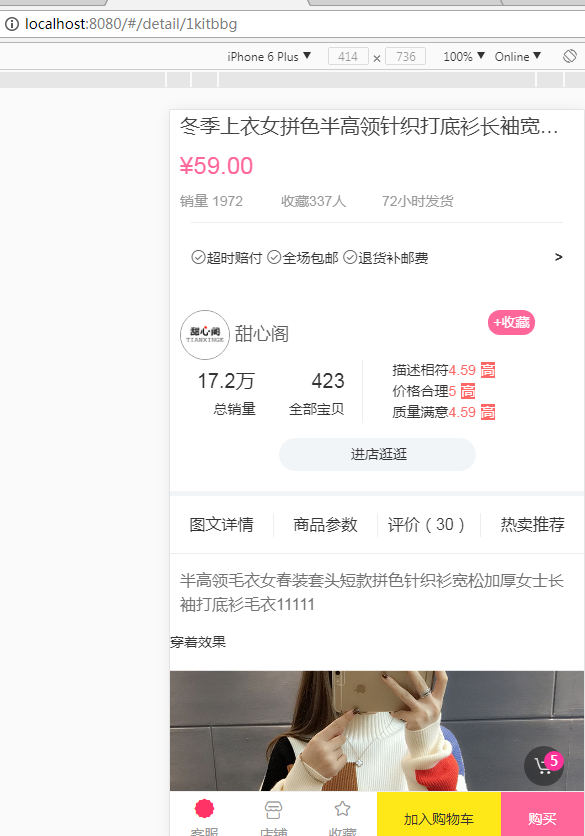 localhost:8080/#/detail/1kitbbg
iPhone 6 Plus ▼ 414 × 736 100% ▼ Online ▼
冬季上衣女拼色半高领针织打底衫长袖宽...
¥59.00
销量 1972 收藏337人 72小时发货
超时赔付 全场包邮 退货补邮费 >
甜心阁
TIANXINGE
甜心阁
+收藏
17.2万 423
总销量 全部宝贝
描述相符4.59 高
价格合理5 高
质量满意4.59 高
进店逛逛
图文详情 商品参数 评价（30） 热卖推荐
半高领毛衣女春装套头短款拼色针织衫宽松加厚女士长
袖打底衫毛衣11111
穿着效果
5
客服 店铺 收藏 加入购物车 购买